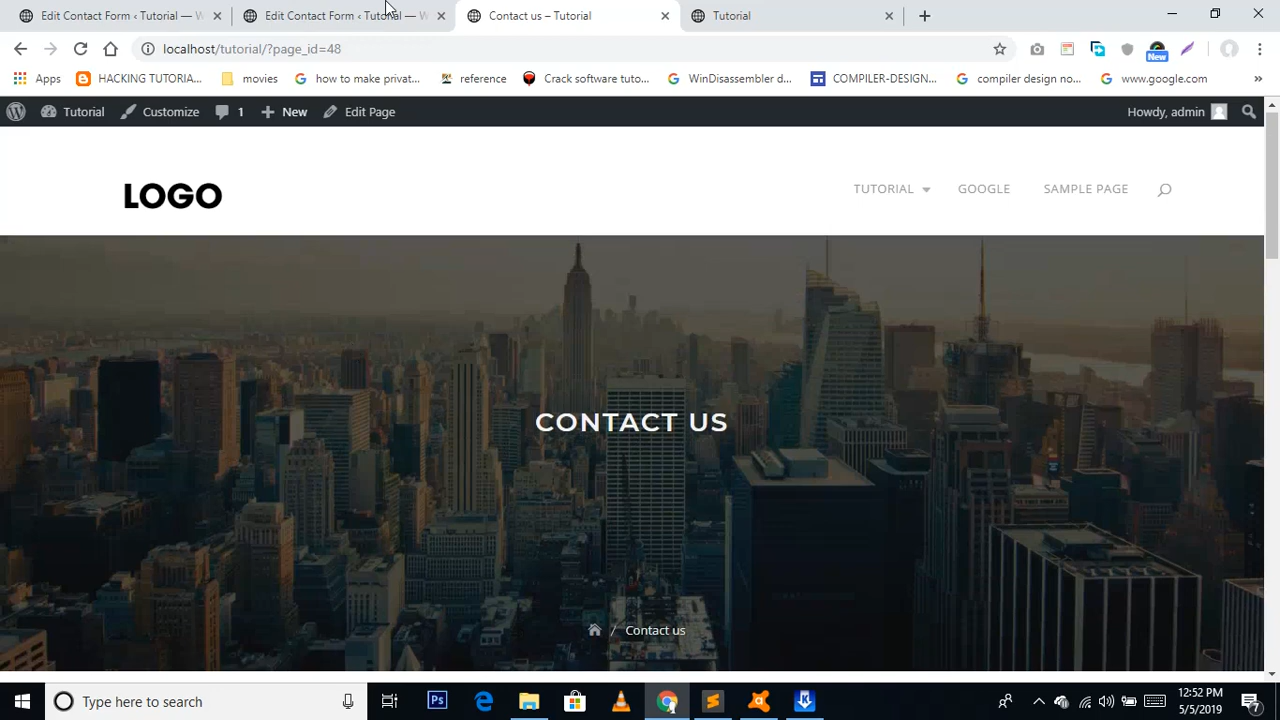 Edit Contact Form ‹ Tutorial — W
Edit Contact Form ‹ Tutorial — W
Contact us – Tutorial
Tutorial
localhost/tutorial/?page_id=48
New
Apps
HACKING TUTORIA...
movies
how to make privat...
reference
Crack software tuto...
WinDisassembler d...
COMPILER-DESIGN...
compiler design no...
www.google.com
»
Tutorial
Customize
1
New
Edit Page
Howdy, admin
LOGO
TUTORIAL
GOOGLE
SAMPLE PAGE
CONTACT US
/ Contact us
Type here to search
Ps
12:52 PM
5/5/2019
7